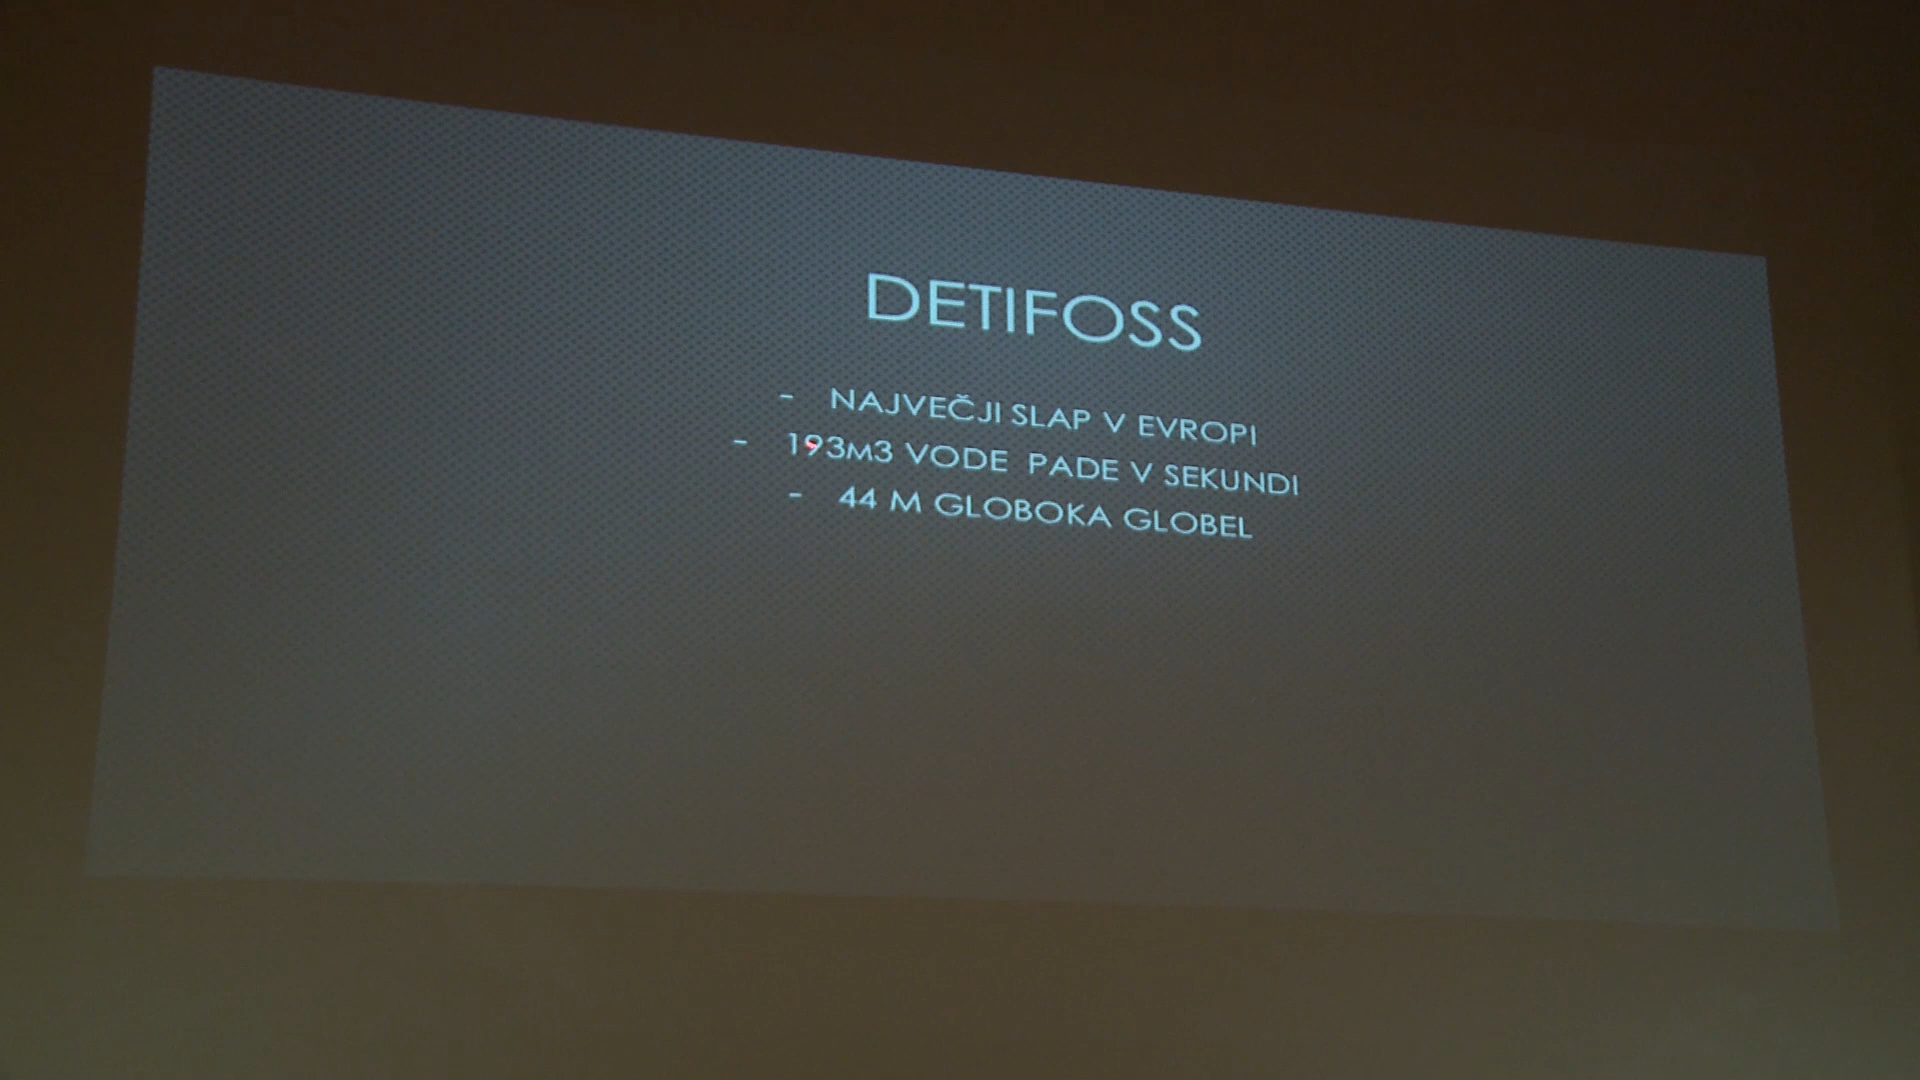 DETIFOSS
- NAJVEČJI SLAP V EVROPI
- 193M3 VODE PADE V SEKUNDI
- 44 M GLOBOKA GLOBEL